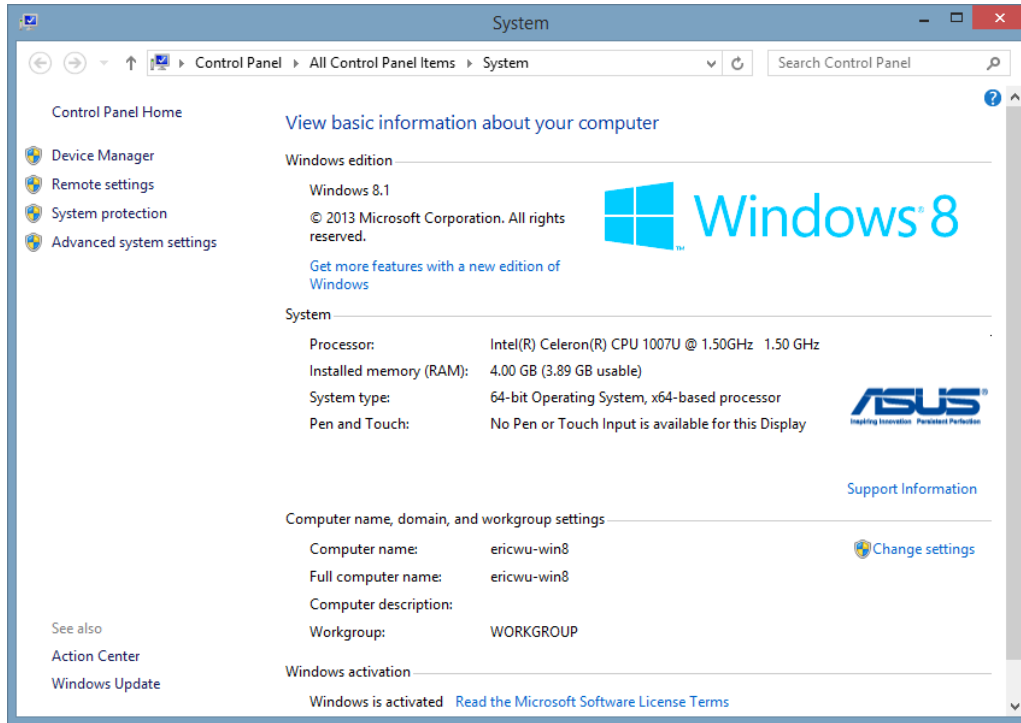 System
Control Panel All Control Panel Items System
Search Control Panel
Control Panel Home
Device Manager
Remote settings
System protection
Advanced system settings
View basic information about your computer
Windows edition
Windows 8.1
© 2013 Microsoft Corporation. All rights
reserved.
Get more features with a new edition of
Windows
Windows® 8
™
System
Processor: Intel(R) Celeron(R) CPU 1007U @ 1.50GHz 1.50 GHz
Installed memory (RAM): 4.00 GB (3.89 GB usable)
System type: 64-bit Operating System, x64-based processor
Pen and Touch: No Pen or Touch Input is available for this Display
ASUS®
Inspiring Innovation Persistent Perfection
Support Information
Computer name, domain, and workgroup settings
Computer name: ericwu-win8
Change settings
Full computer name: ericwu-win8
Computer description:
Workgroup: WORKGROUP
Windows activation
Windows is activated Read the Microsoft Software License Terms
See also
Action Center
Windows Update